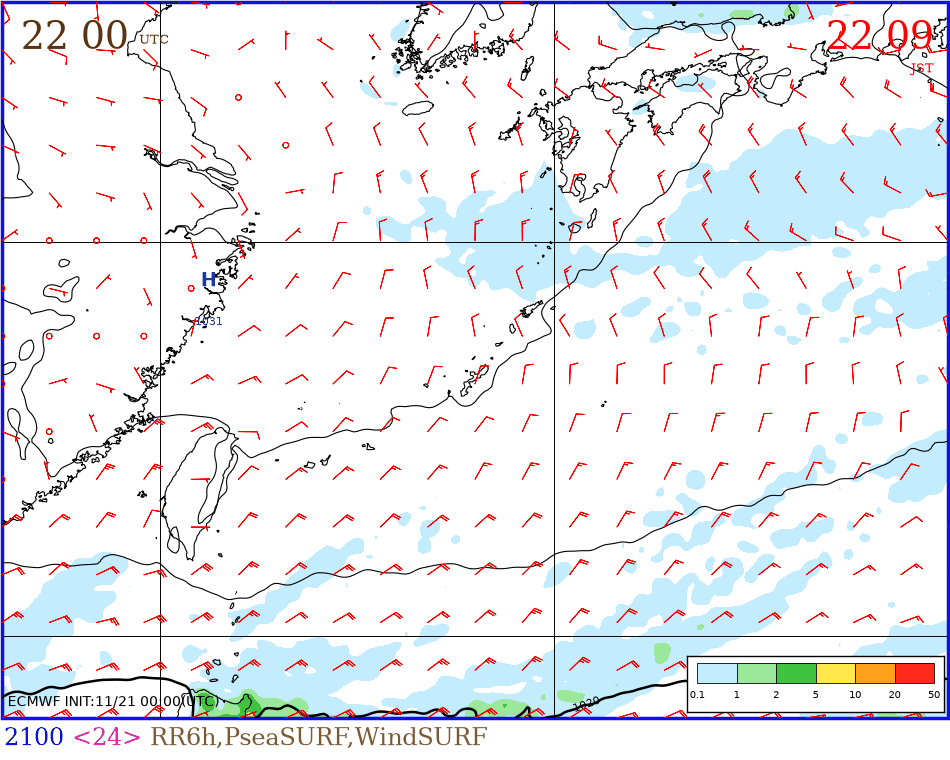 22 00 UTC
22 09
JST
H
1031
1020
ECMWF INIT:11/21 00:00(UTC)
0.1 1 2 5 10 20 50
2100 <24> RR6h,PseaSURF,WindSURF